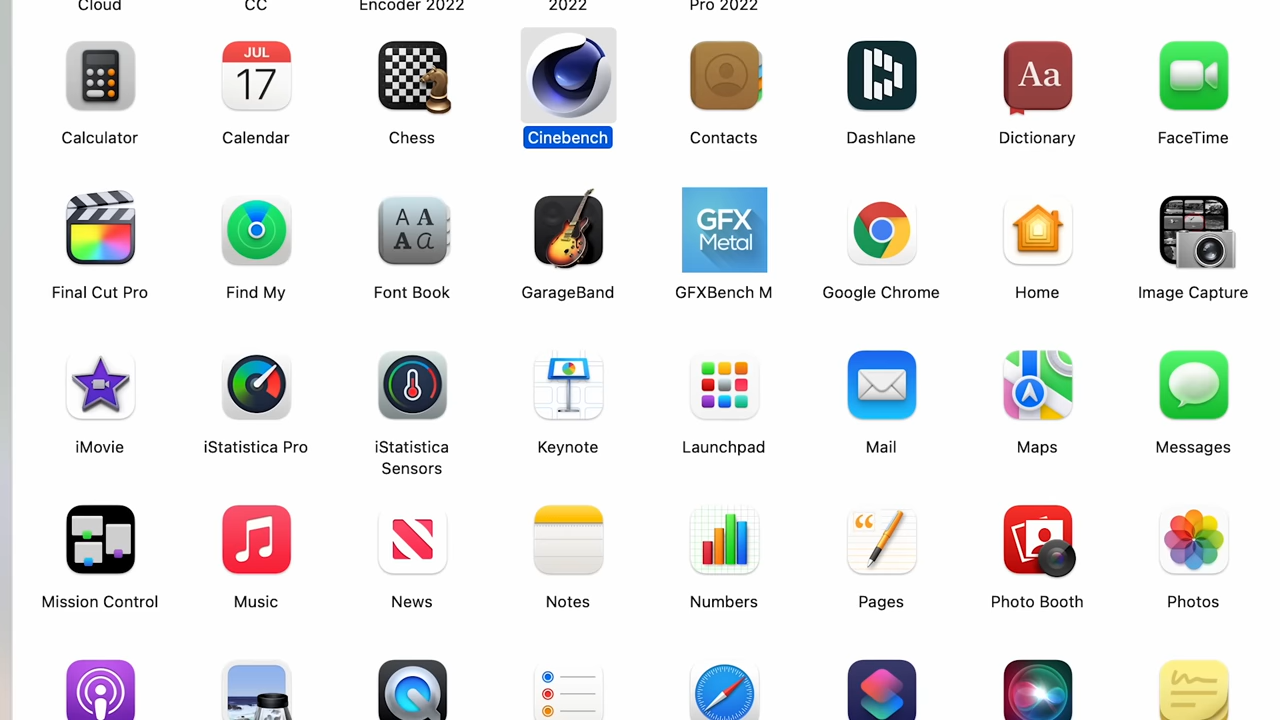 Cloud
CC
Encoder 2022
2022
Pro 2022
JUL
17
Aa
Calculator
Calendar
Chess
Cinebench
Contacts
Dashlane
Dictionary
FaceTime
A A
A a
GFX
Metal
Final Cut Pro
Find My
Font Book
GarageBand
GFXBench M
Google Chrome
Home
Image Capture
iMovie
iStatistica Pro
iStatistica
Sensors
Keynote
Launchpad
Mail
Maps
Messages
Mission Control
Music
News
Notes
Numbers
Pages
Photo Booth
Photos